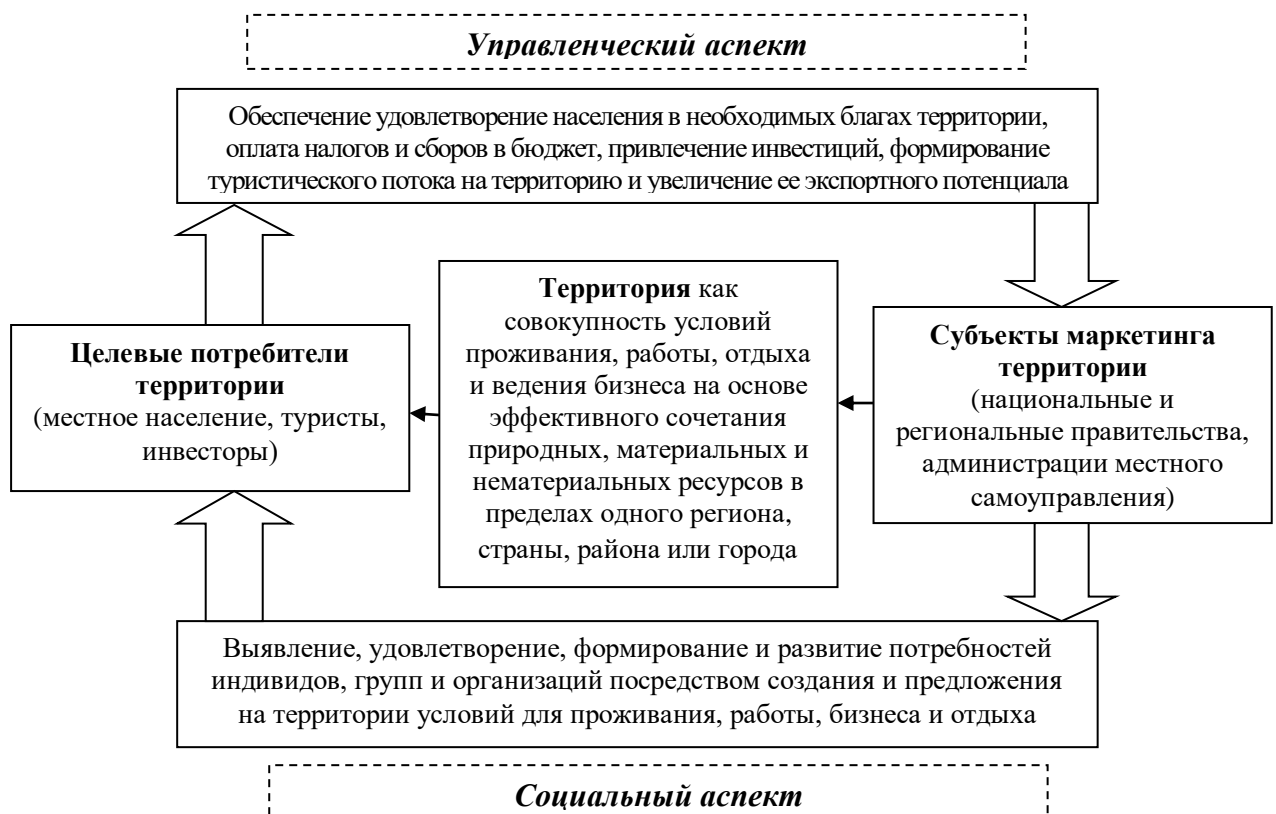 Управленческий аспект
Обеспечение удовлетворение населения в необходимых благах территории,
оплата налогов и сборов в бюджет, привлечение инвестиций, формирование
туристического потока на территорию и увеличение ее экспортного потенциала
Целевые потребители
территории
(местное население, туристы,
инвесторы)
Территория как
совокупность условий
проживания, работы, отдыха
и ведения бизнеса на основе
эффективного сочетания
природных, материальных и
нематериальных ресурсов в
пределах одного региона,
страны, района или города
Субъекты маркетинга
территории
(национальные и
региональные правительства,
администрации местного
самоуправления)
Выявление, удовлетворение, формирование и развитие потребностей
индивидов, групп и организаций посредством создания и предложения
на территории условий для проживания, работы, бизнеса и отдыха
Социальный аспект